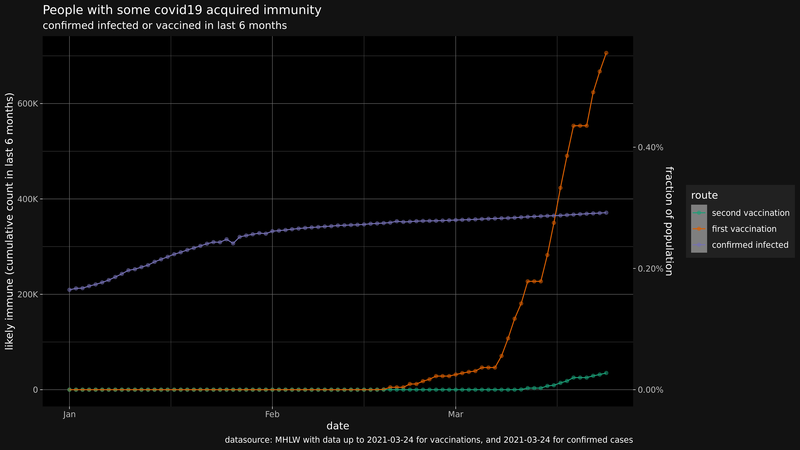 People with some covid19 acquired immunity
confirmed infected or vaccined in last 6 months
likely immune (cumulative count in last 6 months)
600K
400K
200K
0
0.40%
0.20%
0.00%
fraction of population
Jan
Feb
Mar
date
route
second vaccination
first vaccination
confirmed infected
datasource: MHLW with data up to 2021-03-24 for vaccinations, and 2021-03-24 for confirmed cases